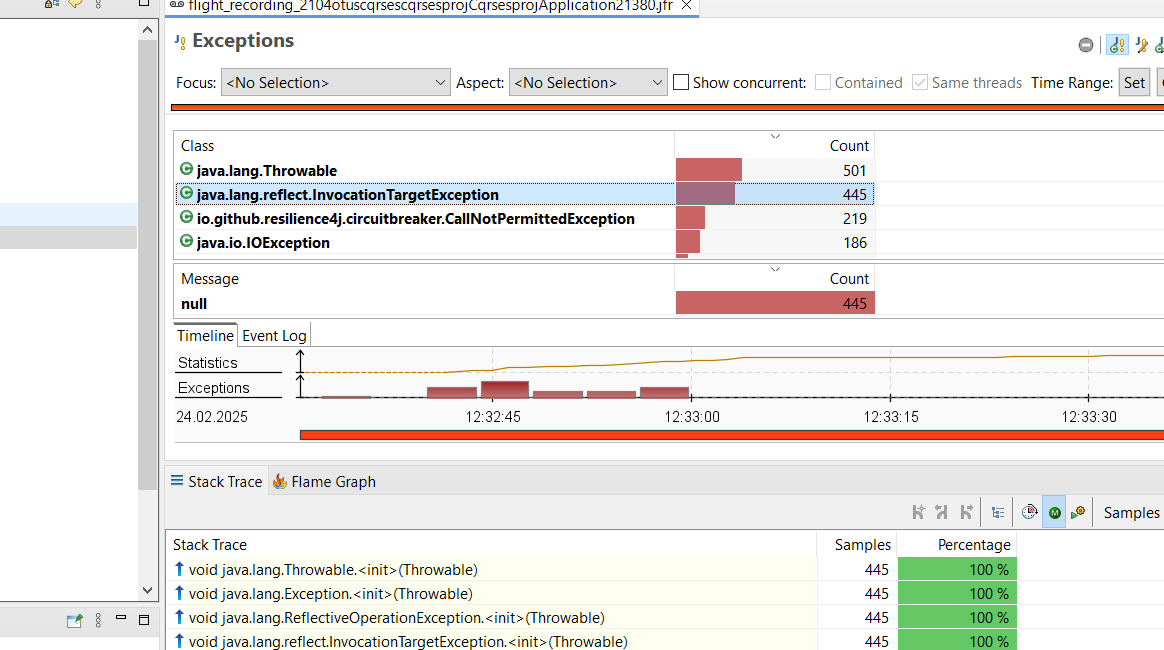 flight_recording_2104otuscqrsescqrsesprojCqrsesprojApplication21380.jfr
Exceptions
Focus: <No Selection> Aspect: <No Selection> Show concurrent: Contained Same threads Time Range: Set
Class Count
java.lang.Throwable 501
java.lang.reflect.InvocationTargetException 445
io.github.resilience4j.circuitbreaker.CallNotPermittedException 219
java.io.IOException 186
Message Count
null 445
Timeline Event Log
Statistics
Exceptions
24.02.2025 12:32:45 12:33:00 12:33:15 12:33:30
Stack Trace Flame Graph
Samples
Stack Trace Samples Percentage
void java.lang.Throwable.<init>(Throwable) 445 100 %
void java.lang.Exception.<init>(Throwable) 445 100 %
void java.lang.ReflectiveOperationException.<init>(Throwable) 445 100 %
void java.lang.reflect.InvocationTargetException.<init>(Throwable) 445 100 %